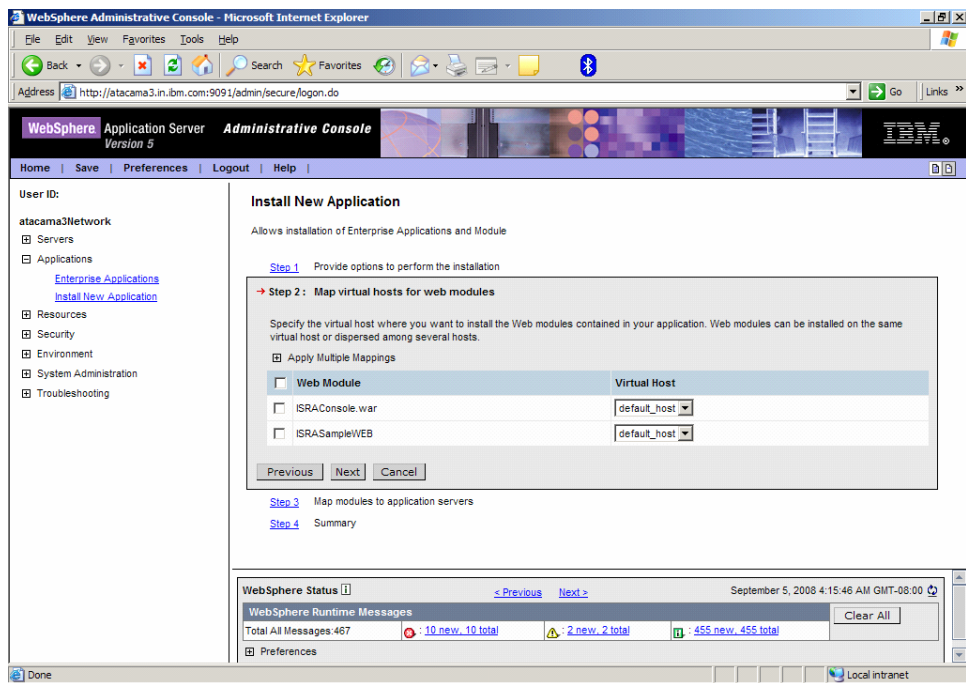 WebSphere Administrative Console - Microsoft Internet Explorer
File Edit View Favorites Tools Help
Back Search Favorites
Address http://atacama3.in.ibm.com:9091/admin/secure/logon.do Go Links »
WebSphere. Application Server Administrative Console
Version 5
IBM.
Home | Save | Preferences | Logout | Help |
User ID:
atacama3Network
Servers
Applications
Enterprise Applications
Install New Application
Resources
Security
Environment
System Administration
Troubleshooting
Install New Application
Allows installation of Enterprise Applications and Module
Step 1 Provide options to perform the installation
Step 2 : Map virtual hosts for web modules
Specify the virtual host where you want to install the Web modules contained in your application. Web modules can be installed on the same
virtual host or dispersed among several hosts.
Apply Multiple Mappings
Web Module Virtual Host
ISRAConsole.war default_host
ISRASampleWEB default_host
Previous Next Cancel
Step 3 Map modules to application servers
Step 4 Summary
WebSphere Status i < Previous Next > September 5, 2008 4:15:46 AM GMT-08:00
WebSphere Runtime Messages
Clear All
Total All Messages:467 : 10 new, 10 total : 2 new, 2 total : 455 new, 455 total
Preferences
Done Local intranet